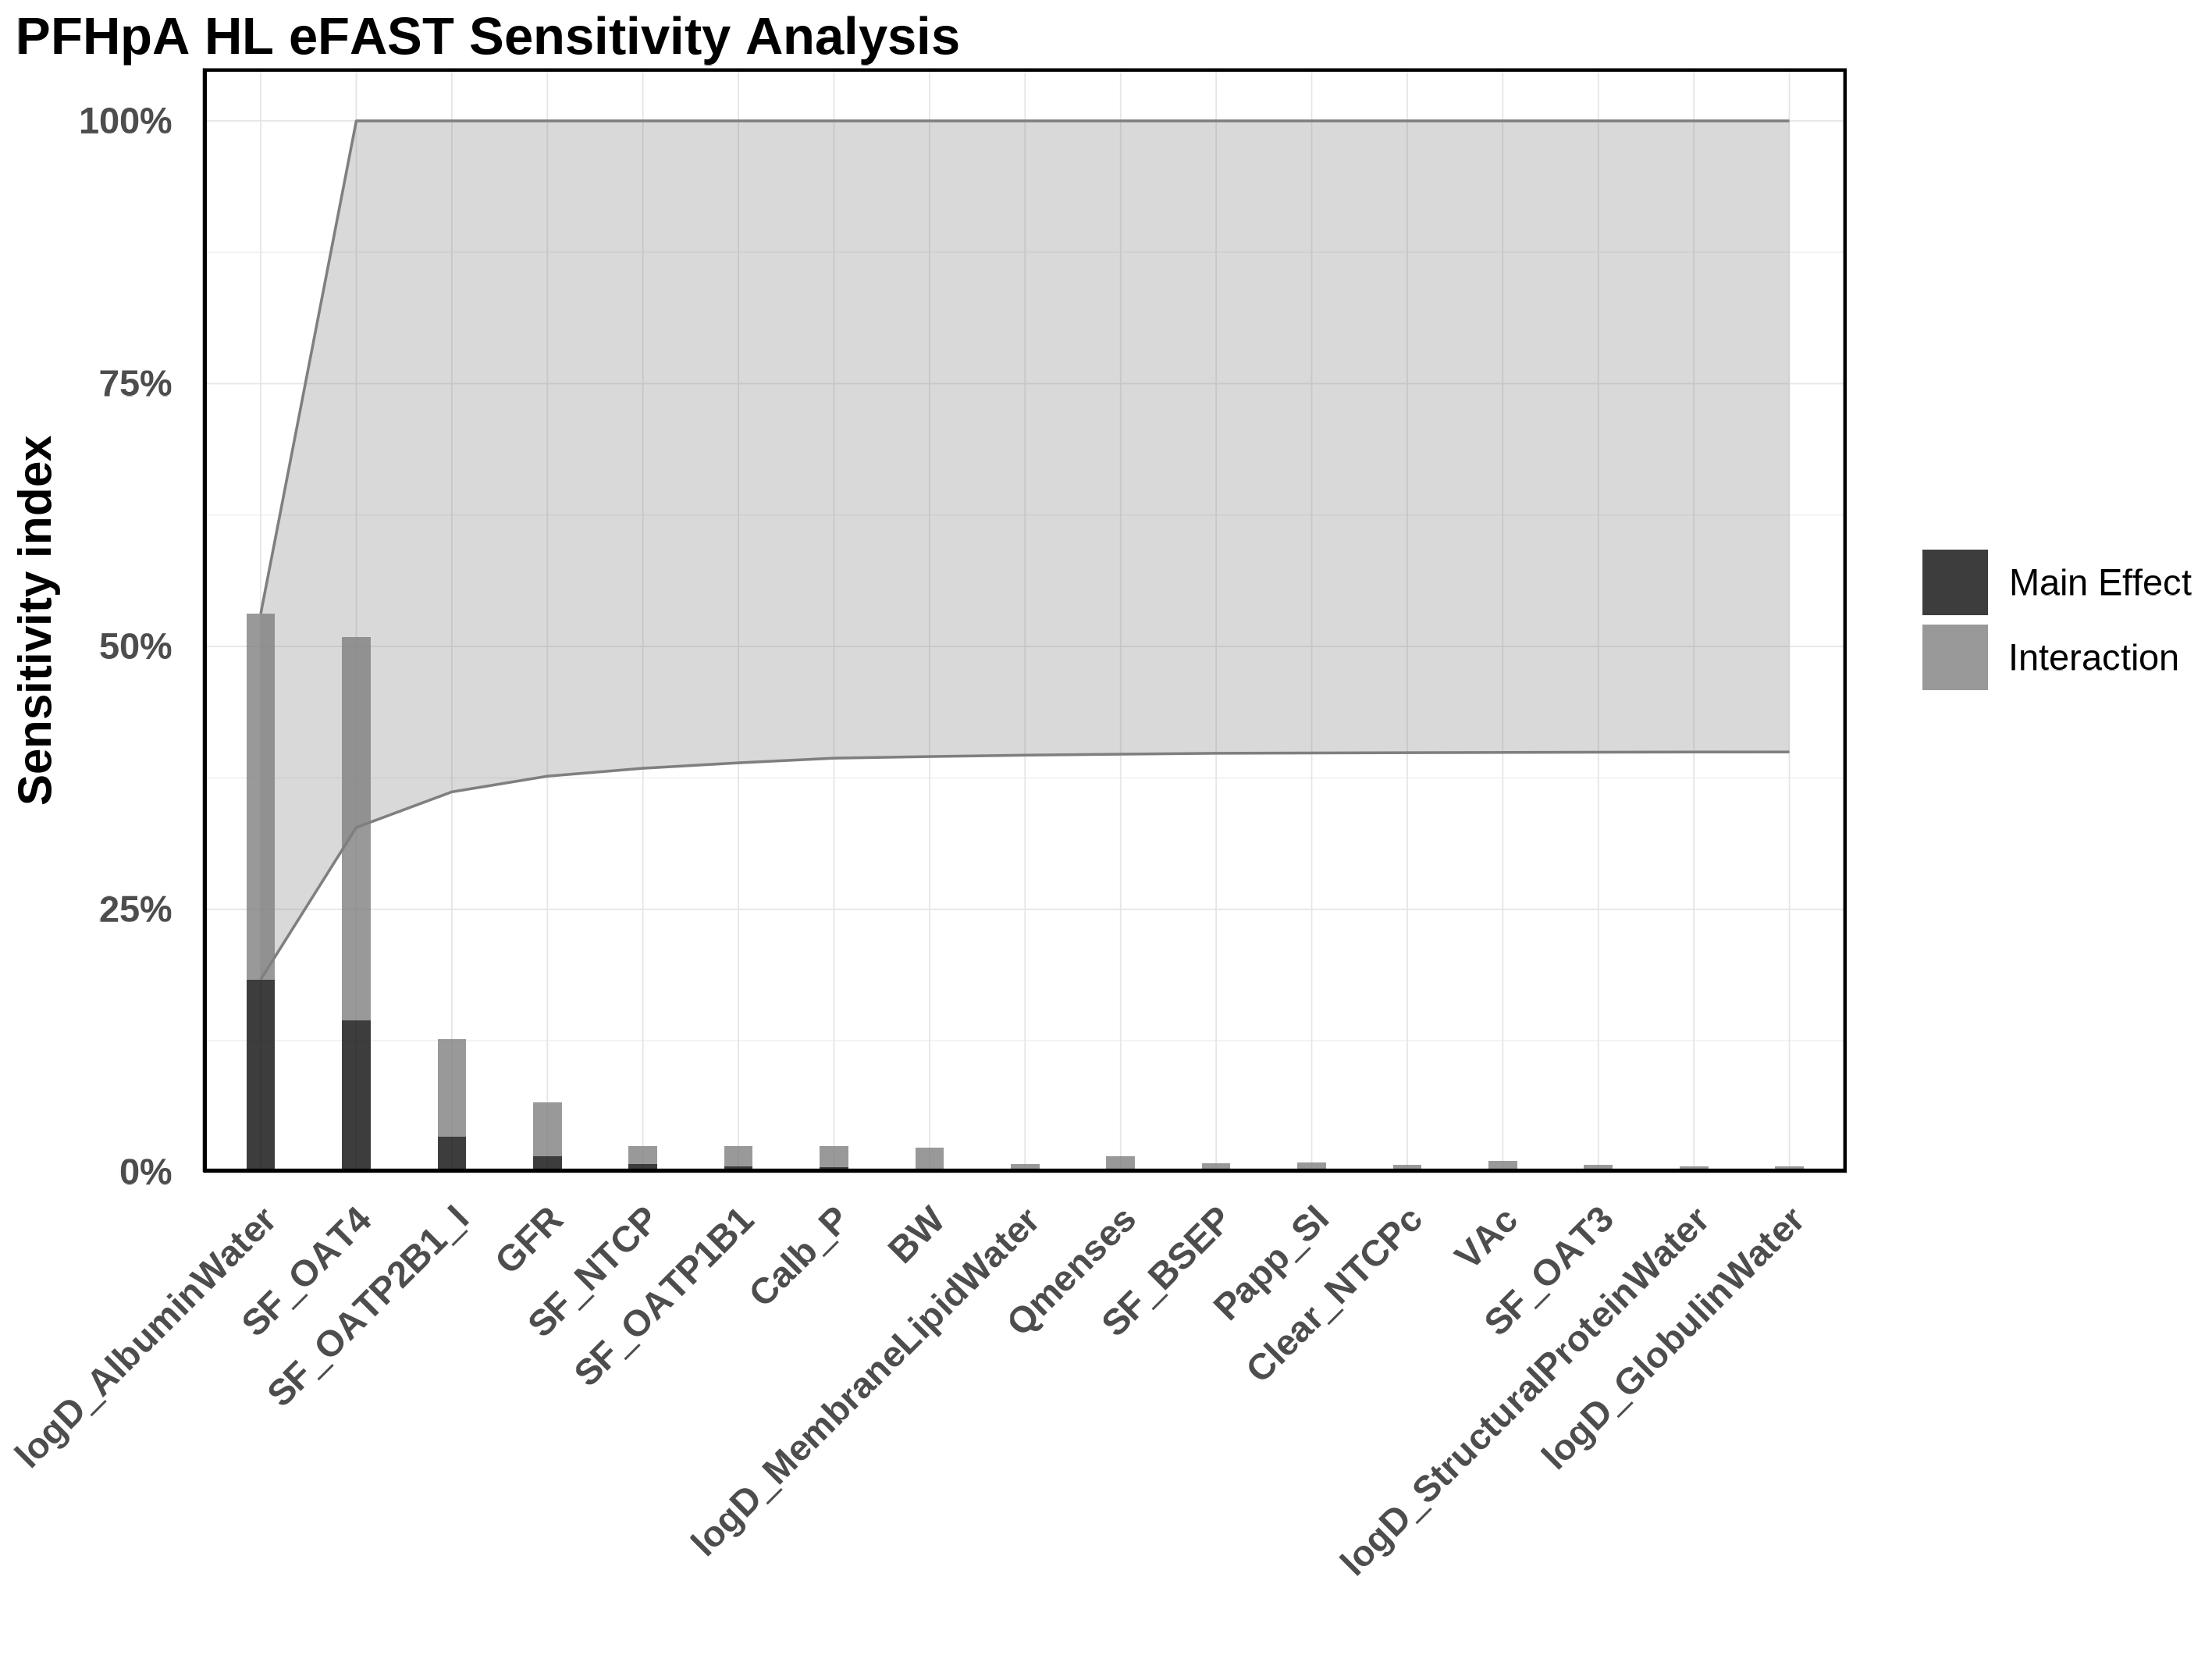 PFHpA HL eFAST Sensitivity Analysis
Sensitivity index
100%
75%
50%
25%
0%
logD_AlbuminWater
SF_OAT4
SF_OATP2B1_I
GFR
SF_NTCP
SF_OATP1B1
Calb_P
BW
logD_MembraneLipidWater
Qmenses
SF_BSEP
Papp_SI
Clear_NTCPc
VAc
SF_OAT3
logD_StructuralProteinWater
logD_GlobulinWater
Main Effect
Interaction